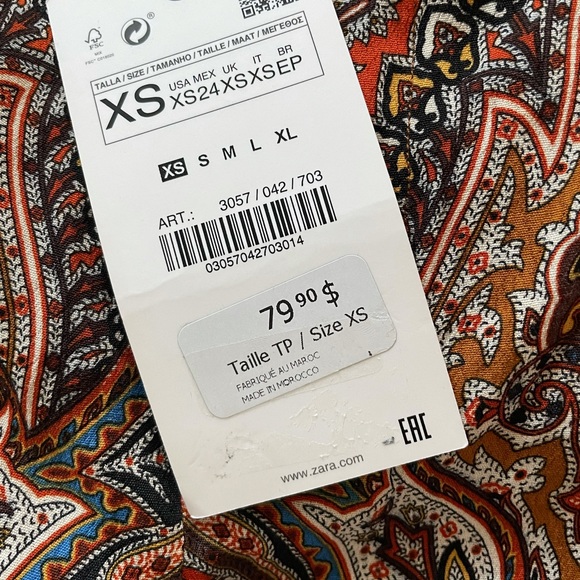 FSC
TALLA / SIZE / TAMANHO / TAILLE / MAAT / ΜΕΓΕΘΟΣ
XS
USA MEX UK IT BR
XS 24 XS XS EP
XS S M L XL
ART.: 3057 / 042 / 703
03057042703014
79 90 $
Taille TP / Size XS
FABRIQUÉ AU MAROC
MADE IN MOROCCO
EAC
www.zara.com